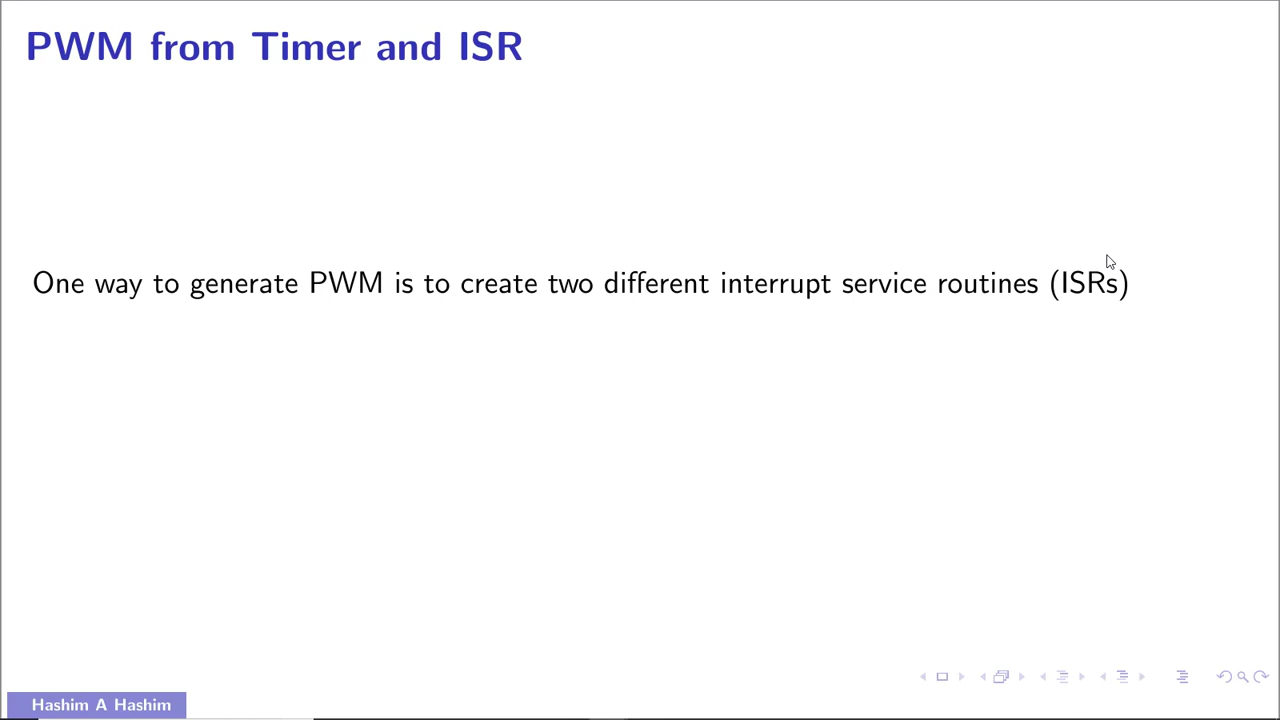 PWM from Timer and ISR
One way to generate PWM is to create two different interrupt service routines (ISRs)
Hashim A Hashim